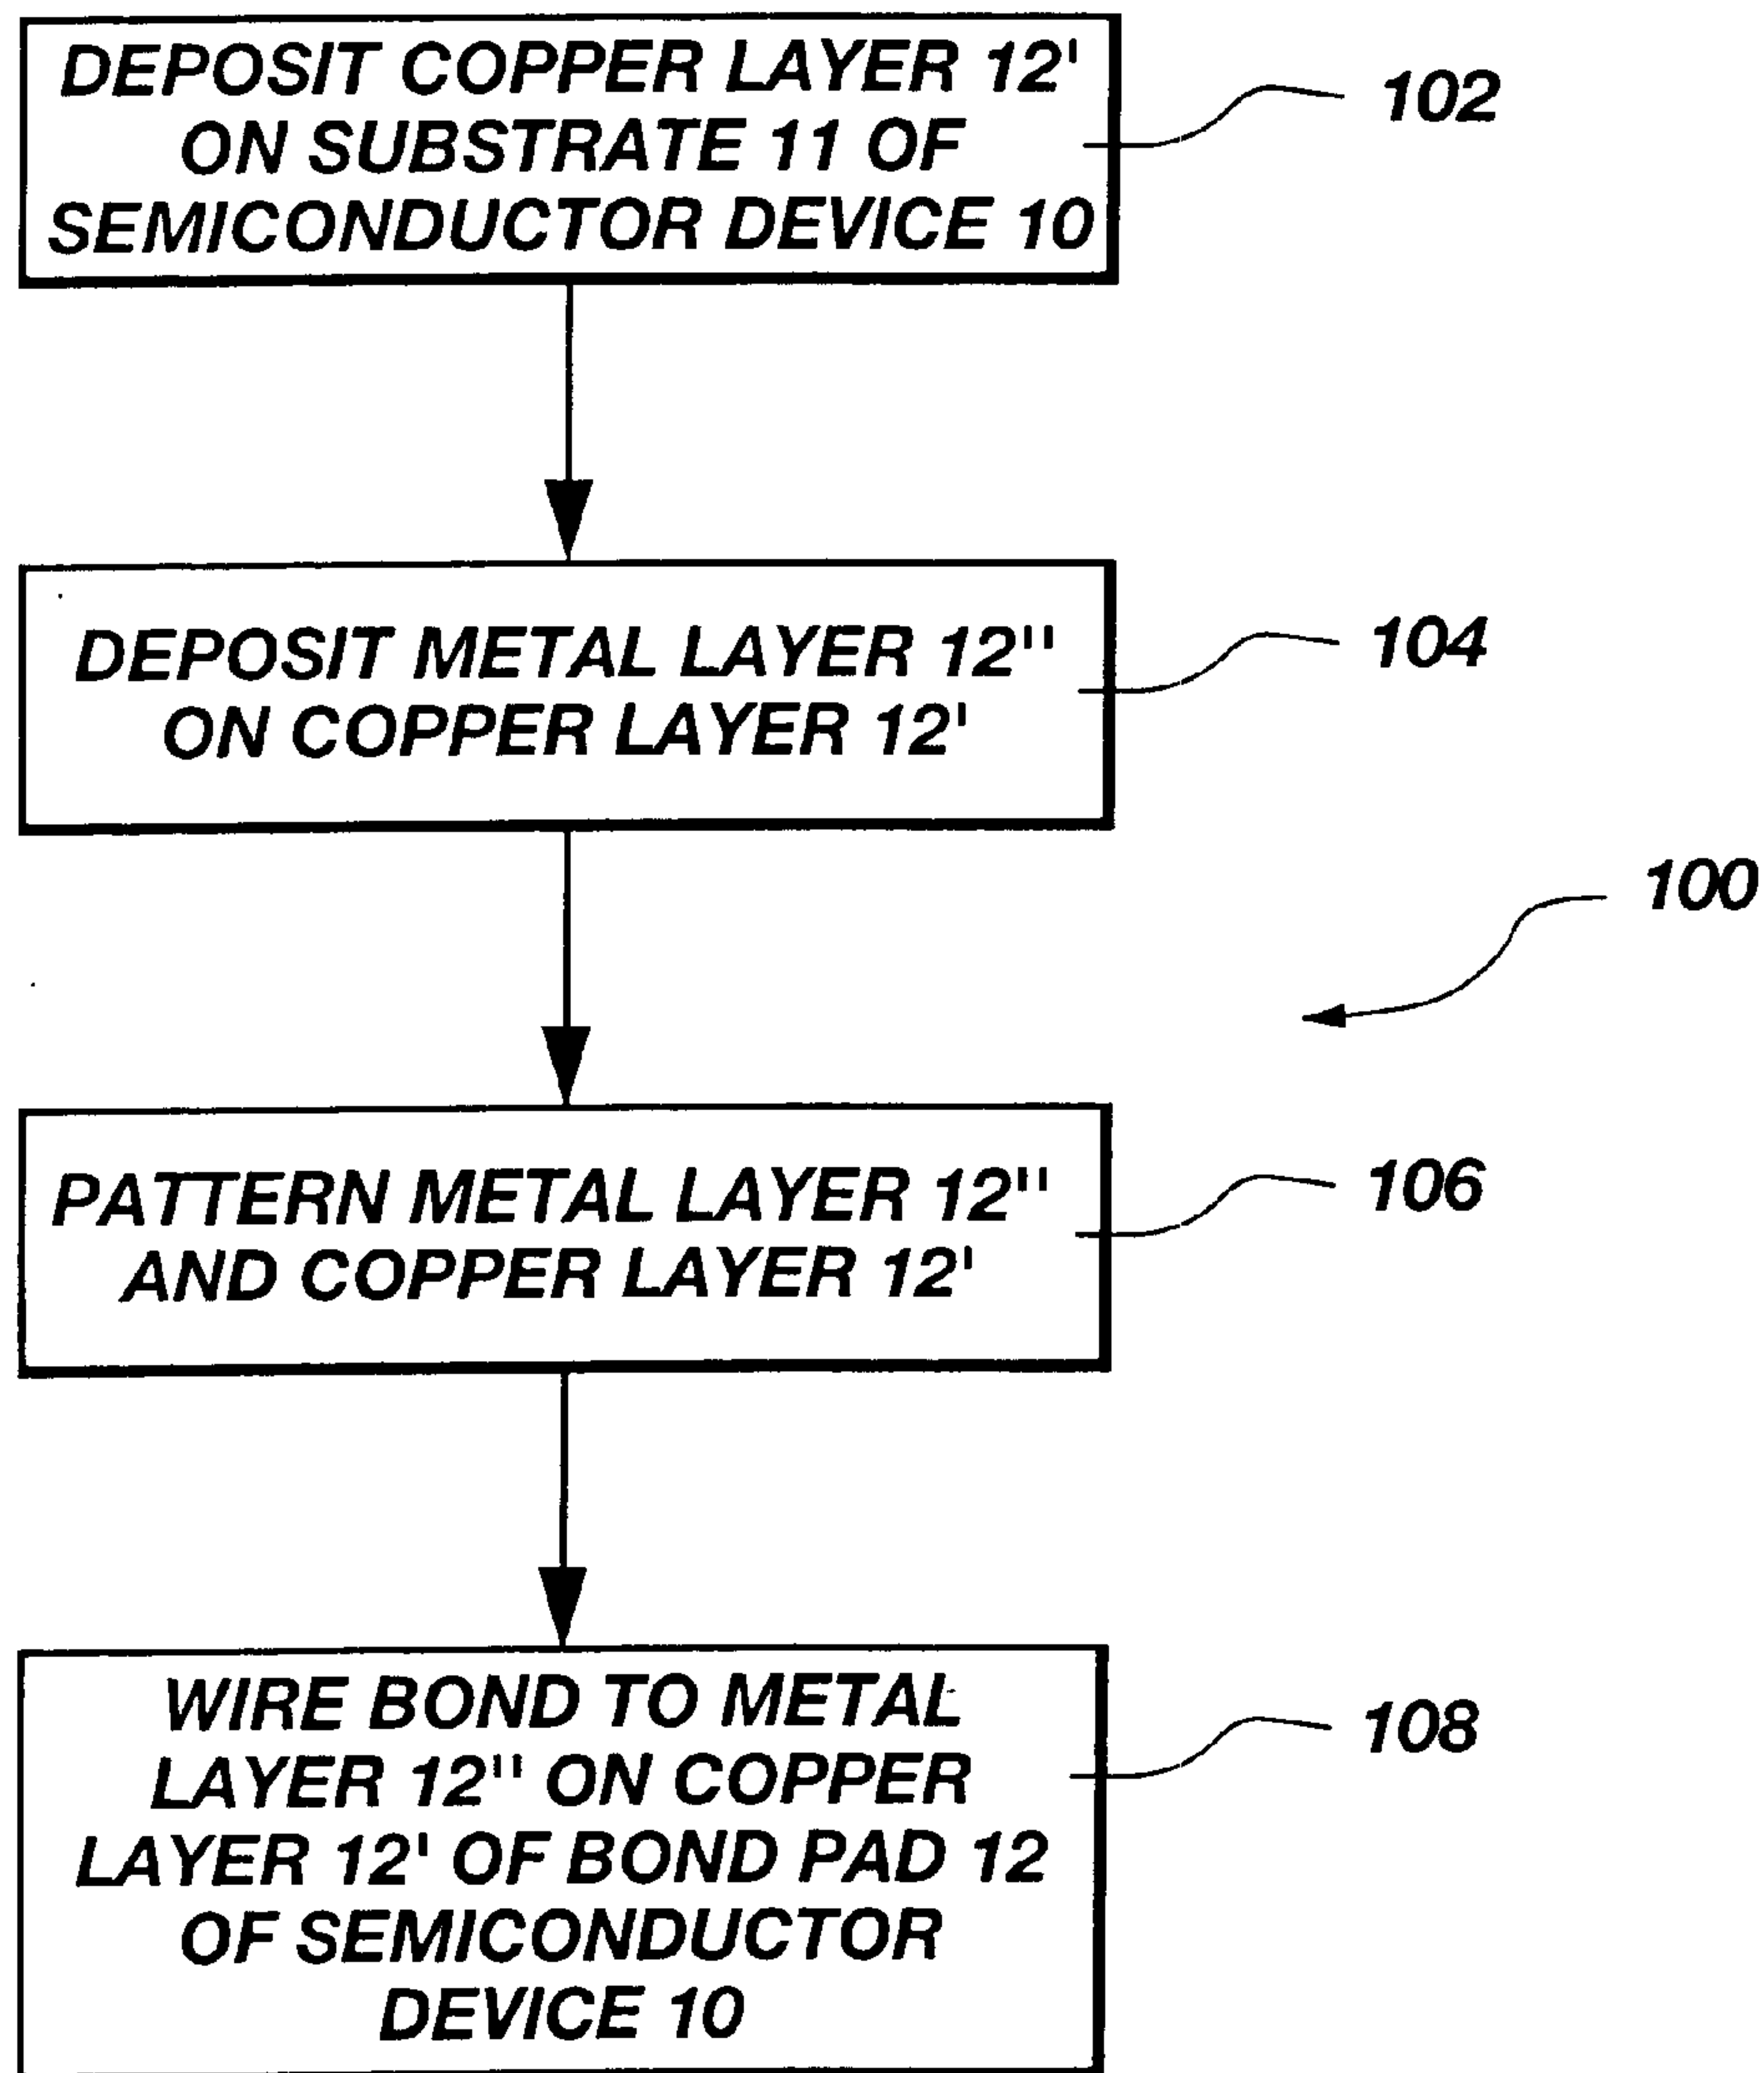 DEPOSIT COPPER LAYER 12'
ON SUBSTRATE 11 OF
SEMICONDUCTOR DEVICE 10
102
DEPOSIT METAL LAYER 12"
ON COPPER LAYER 12'
104
100
PATTERN METAL LAYER 12"
AND COPPER LAYER 12'
106
WIRE BOND TO METAL
LAYER 12" ON COPPER
LAYER 12' OF BOND PAD 12
OF SEMICONDUCTOR
DEVICE 10
108